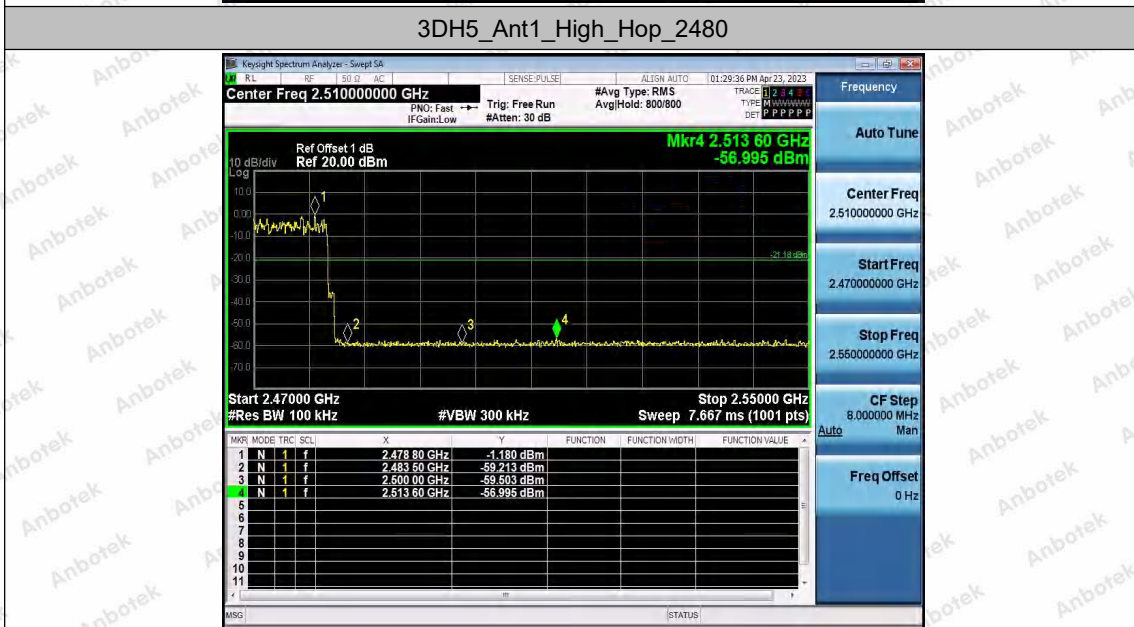 3DH5_Ant1_High_Hop_2480
Keysight Spectrum Analyzer - Swept SA
RL RF 50 Ω AC SENSE:PULSE ALIGN AUTO 01:29:36 PM Apr 23, 2023
Center Freq 2.510000000 GHz
PNO: Fast
IFGain:Low
Trig: Free Run
#Atten: 30 dB
#Avg Type: RMS
Avg|Hold: 800/800
TRACE 1 2 3 4 5 6
TYPE M WWWWW
DET P P P P P P
Ref Offset 1 dB
Ref 20.00 dBm
10 dB/div
Log
Mkr4 2.513 60 GHz
-56.995 dBm
10.0
0.00
-10.0
-20.0
-30.0
-40.0
-50.0
-60.0
-70.0
1
2
3
4
-21.18 dBm
Start 2.47000 GHz
Stop 2.55000 GHz
#Res BW 100 kHz
#VBW 300 kHz
Sweep 7.667 ms (1001 pts)
MKR MODE TRC SCL X Y FUNCTION FUNCTION WIDTH FUNCTION VALUE
1 N 1 f 2.478 80 GHz -1.180 dBm
2 N 1 f 2.483 50 GHz -59.213 dBm
3 N 1 f 2.500 00 GHz -59.503 dBm
4 N 1 f 2.513 60 GHz -56.995 dBm
5
6
7
8
9
10
11
MSG
STATUS
Frequency
Auto Tune
Center Freq
2.510000000 GHz
Start Freq
2.470000000 GHz
Stop Freq
2.550000000 GHz
CF Step
8.000000 MHz
Auto Man
Freq Offset
0 Hz
Anbotek